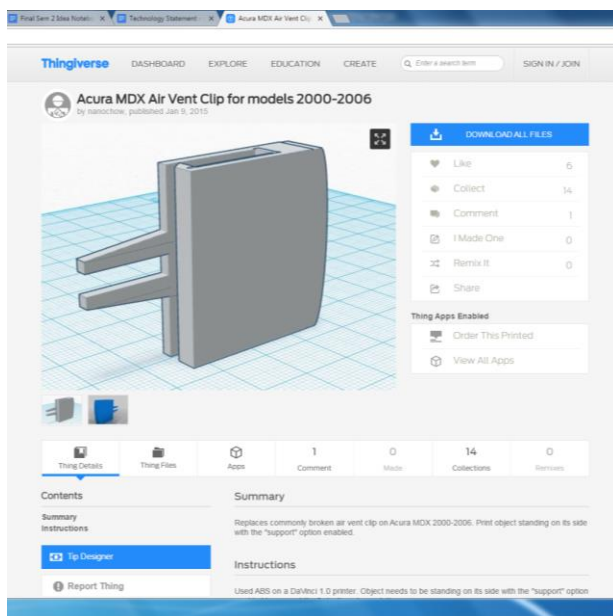 Final Sem 2 Idea Notebo
Technology Statement
Acura MDX Air Vent Clip
Thingiverse DASHBOARD EXPLORE EDUCATION CREATE Enter a search term SIGN IN / JOIN
Acura MDX Air Vent Clip for models 2000-2006
by nanochow, published Jan 9, 2015
DOWNLOAD ALL FILES
Like 6
Collect 14
Comment 1
I Made One 0
Remix It 0
Share
Thing Apps Enabled
Order This Printed
View All Apps
Thing Details
Thing Files
Apps
1 Comment
0 Made
14 Collections
0 Remixes
Contents
Summary
Instructions
Tip Designer
Report Thing
Summary
Replaces commonly broken air vent clip on Acura MDX 2000-2006. Print object standing on its side
with the "support" option enabled.
Instructions
Used ABS on a DaVinci 1.0 printer. Object needs to be standing on its side with the "support" option